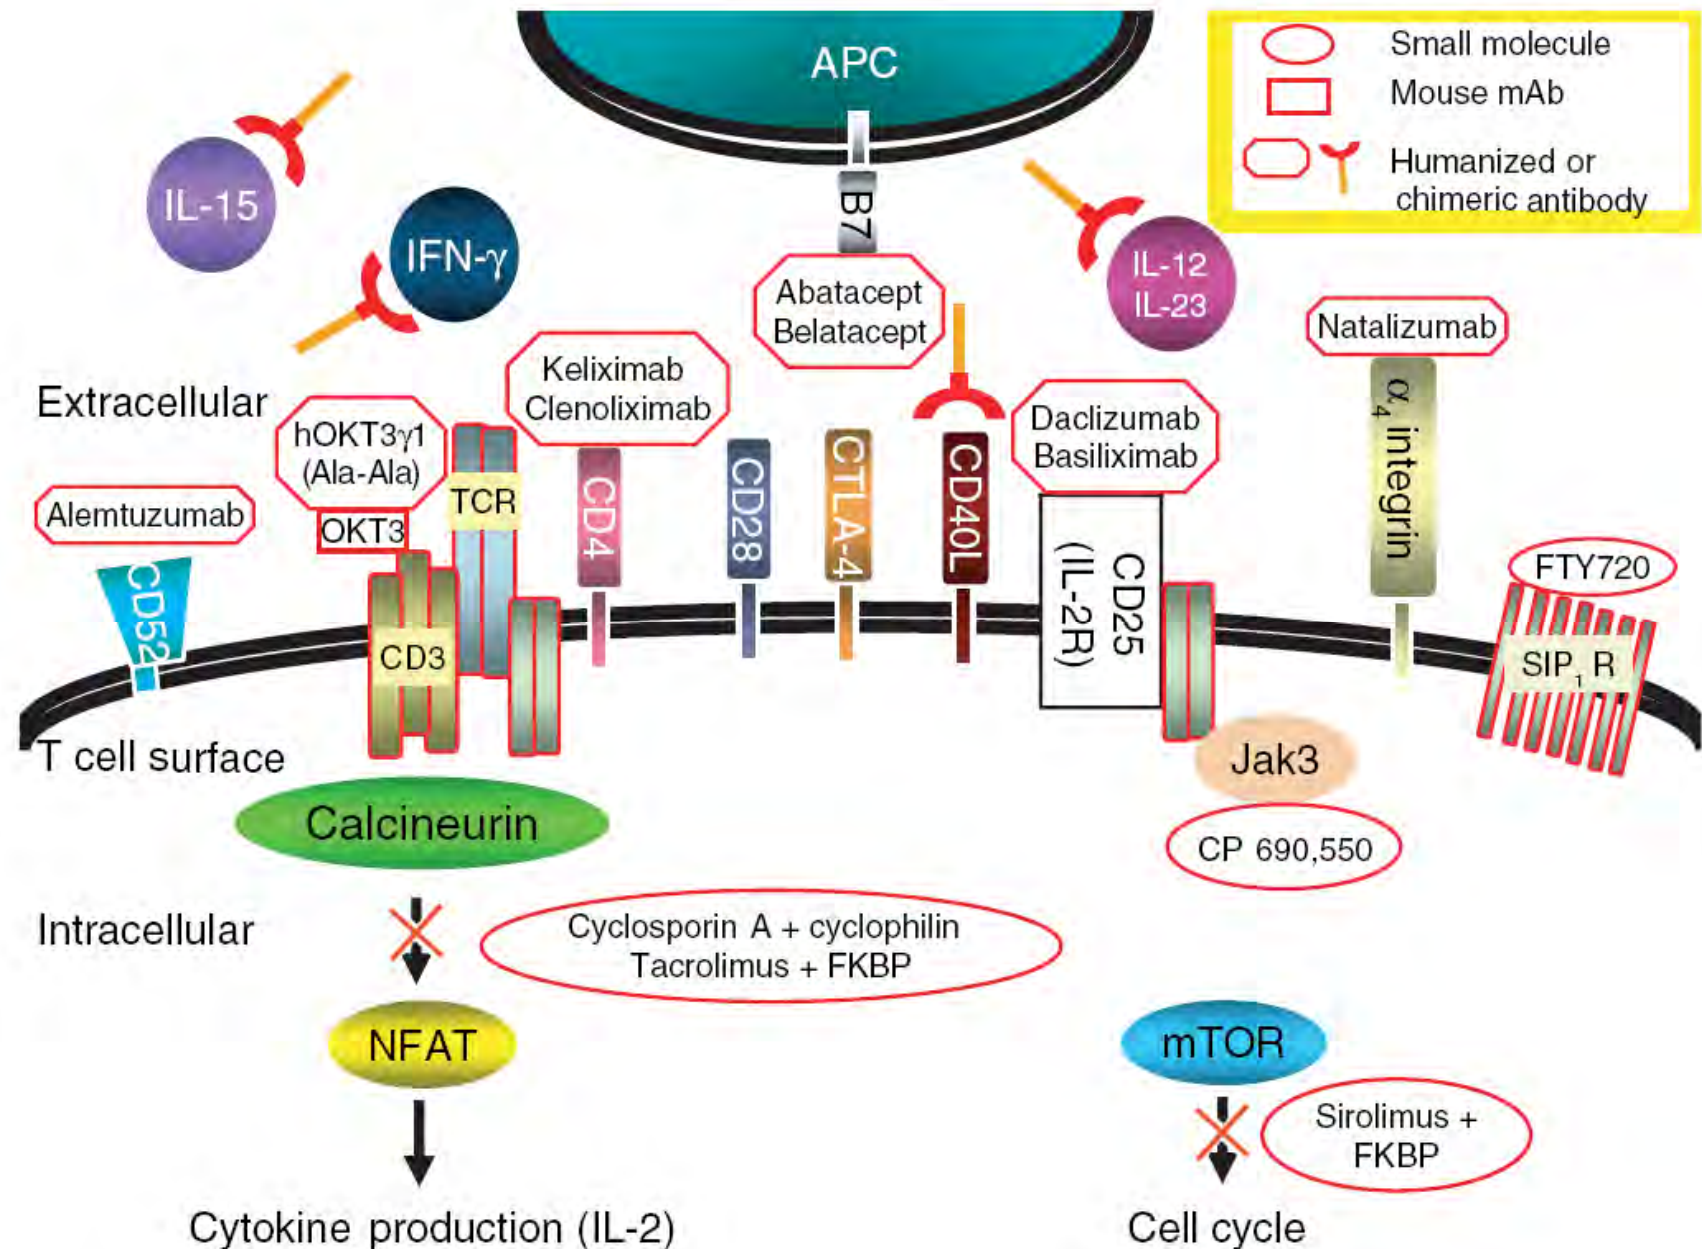 APC
Small molecule
Mouse mAb
Humanized or
chimeric antibody
IL-15
IFN-γ
B7
IL-12
IL-23
Abatacept
Belatacept
Natalizumab
Keliximab
Clenoliximab
Extracellular
α4 integrin
hOKT3γ1
(Ala-Ala)
Daclizumab
Basiliximab
TCR
Alemtuzumab
OKT3
CD4
CD28
CTLA-4
CD40L
CD25
(IL-2R)
FTY720
CD52
CD3
SIP1 R
T cell surface
Jak3
Calcineurin
CP 690,550
Intracellular
Cyclosporin A + cyclophilin
Tacrolimus + FKBP
NFAT
mTOR
Sirolimus +
FKBP
Cytokine production (IL-2)
Cell cycle